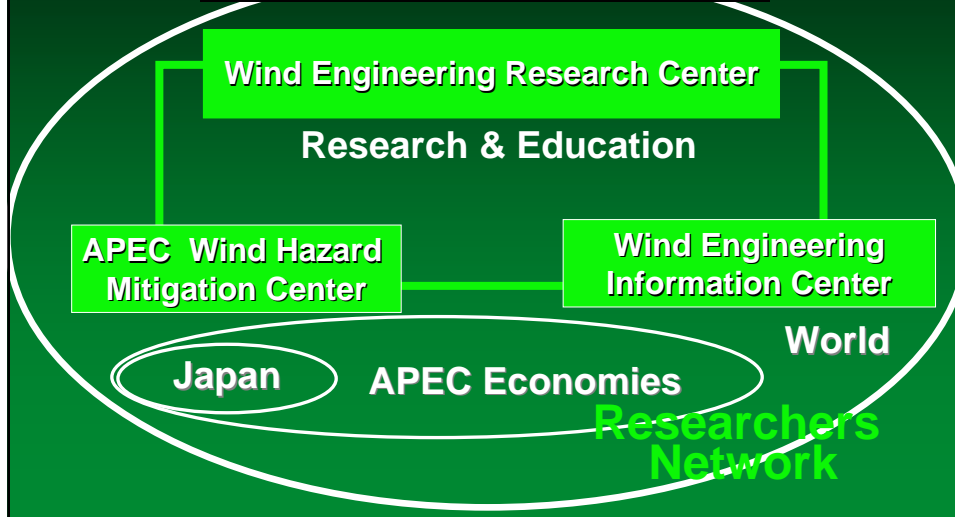 Wind Engineering Research Center
Research & Education
APEC Wind Hazard
Mitigation Center
Wind Engineering
Information Center
World
Japan
APEC Economies
Researchers
Network